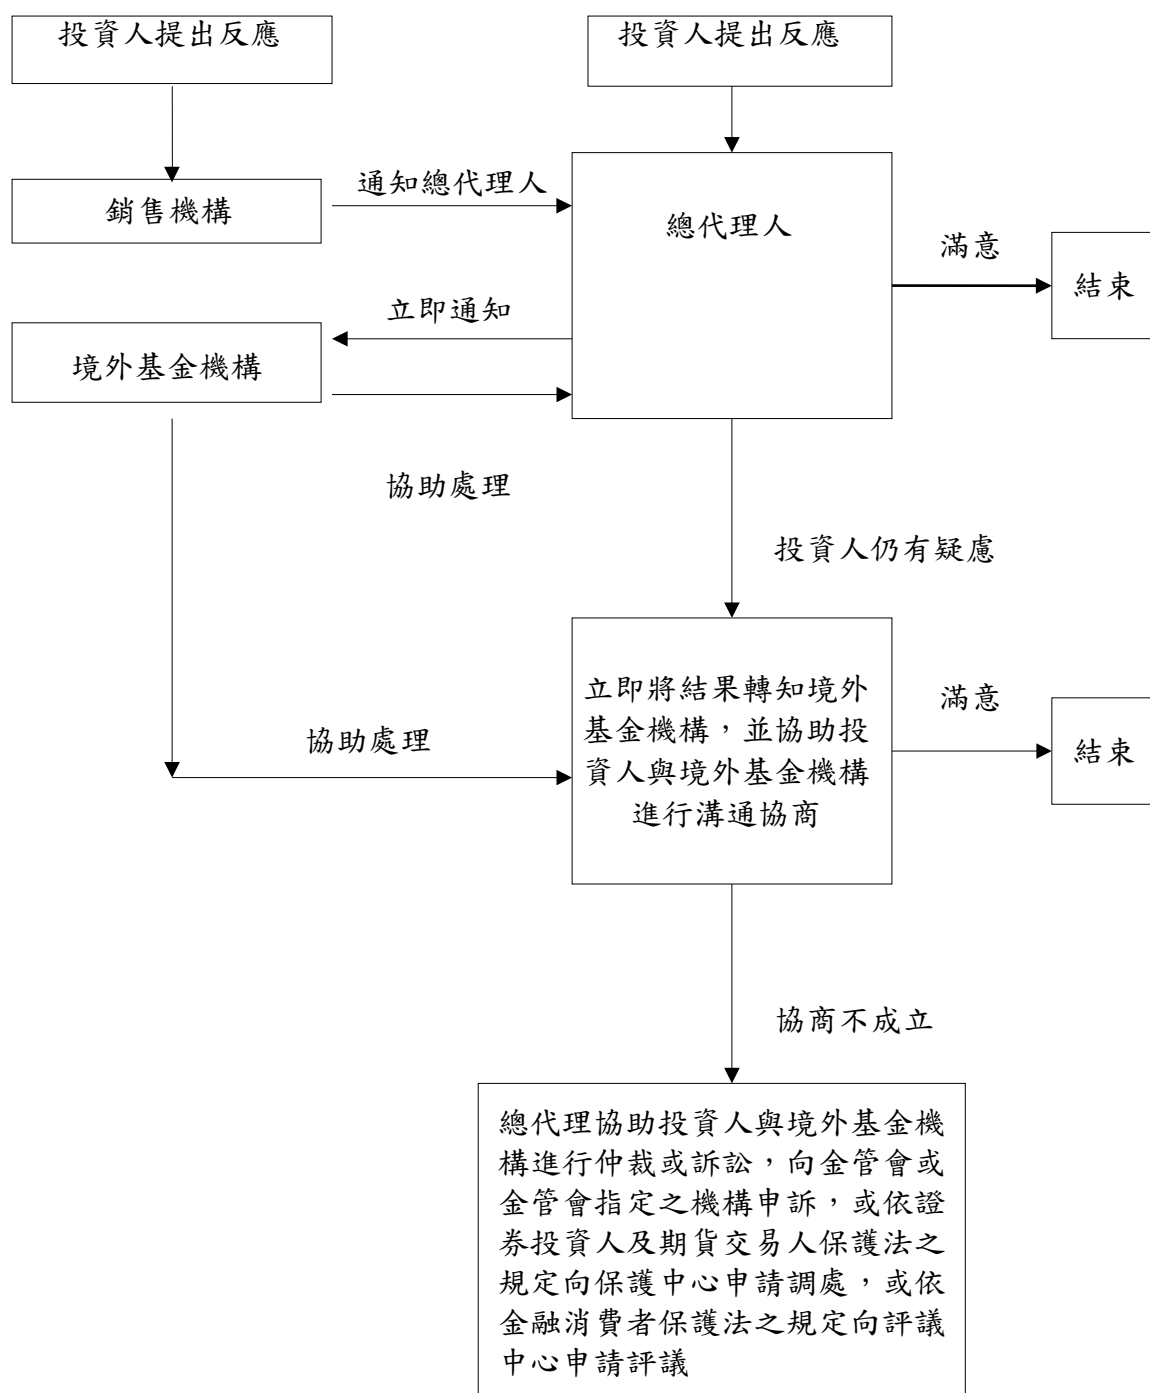 投資人提出反應
投資人提出反應
銷售機構
通知總代理人
總代理人
滿意
結束
立即通知
境外基金機構
協助處理
投資人仍有疑慮
立即將結果轉知境外
基金機構，並協助投
資人與境外基金機構
進行溝通協商
滿意
結束
協助處理
協商不成立
總代理協助投資人與境外基金機
構進行仲裁或訴訟，向金管會或
金管會指定之機構申訴，或依證
券投資人及期貨交易人保護法之
規定向保護中心申請調處，或依
金融消費者保護法之規定向評議
中心申請評議